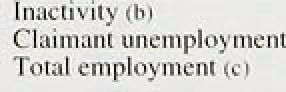 Inactivity (b)
Claimant unemployment
Total employment (c)